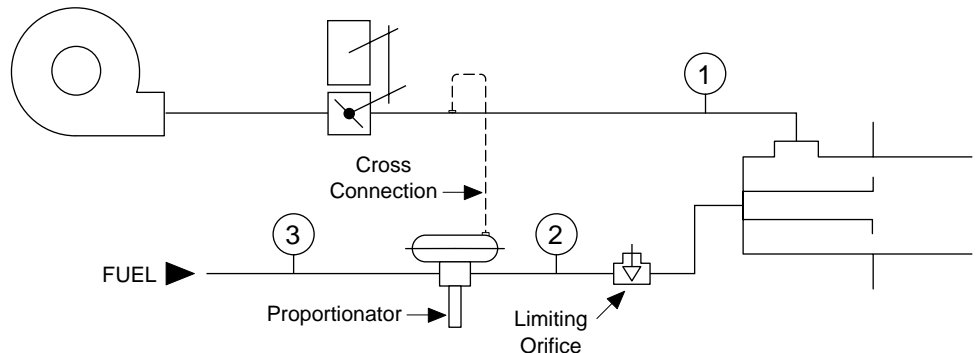 1
Cross
Connection
3
2
FUEL
Proportionator
Limiting
Orifice